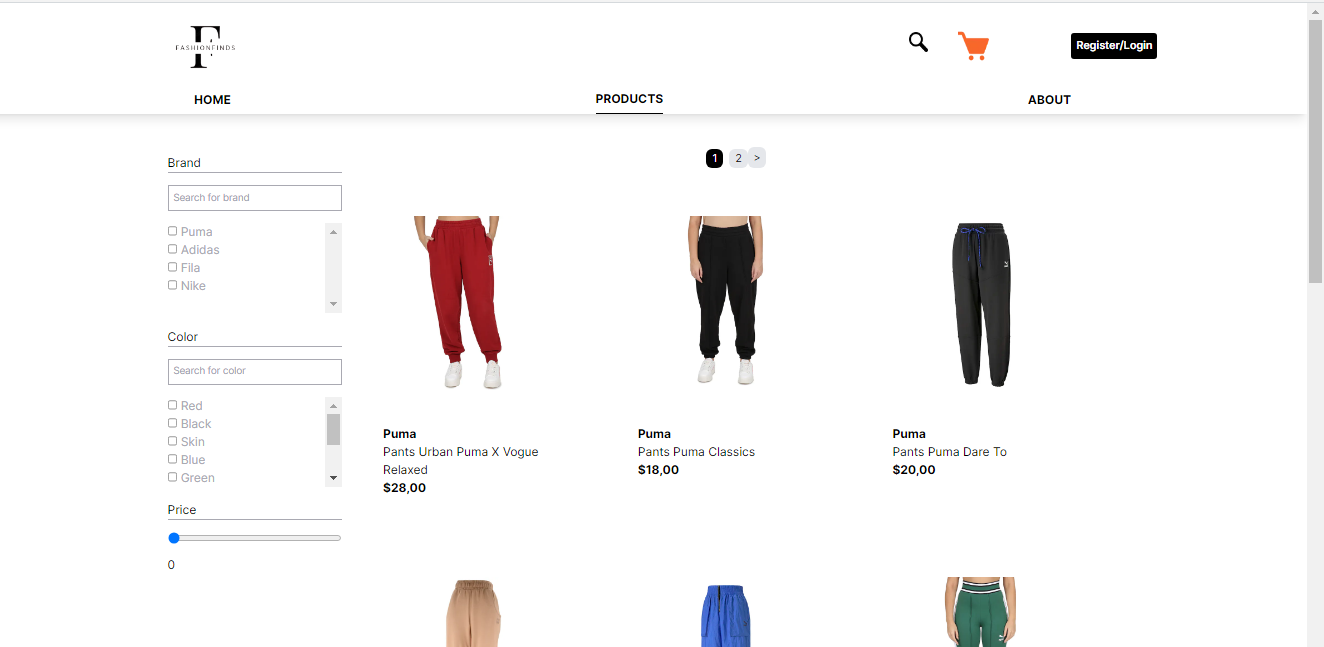 F
FASHIONFINDS
Register/Login
HOME
PRODUCTS
ABOUT
Brand
Search for brand
Puma
Adidas
Fila
Nike
Color
Search for color
Red
Black
Skin
Blue
Green
Price
0
1 2 >
Puma
Pants Urban Puma X Vogue
Relaxed
$28,00
Puma
Pants Puma Classics
$18,00
Puma
Pants Puma Dare To
$20,00